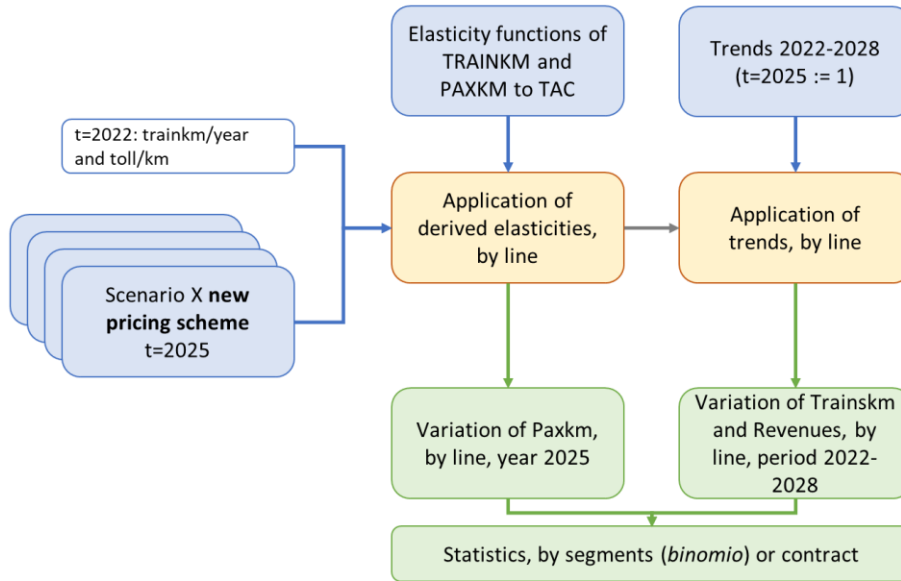 Elasticity functions of
TRAINKM and
PAXKM to TAC
Trends 2022-2028
(t=2025 := 1)
t=2022: trainkm/year
and toll/km
Application of
derived elasticities,
by line
Application of
trends, by line
Scenario X new
pricing scheme
t=2025
Variation of Paxkm,
by line, year 2025
Variation of Trainskm
and Revenues, by
line, period 2022-
2028
Statistics, by segments (binomio) or contract